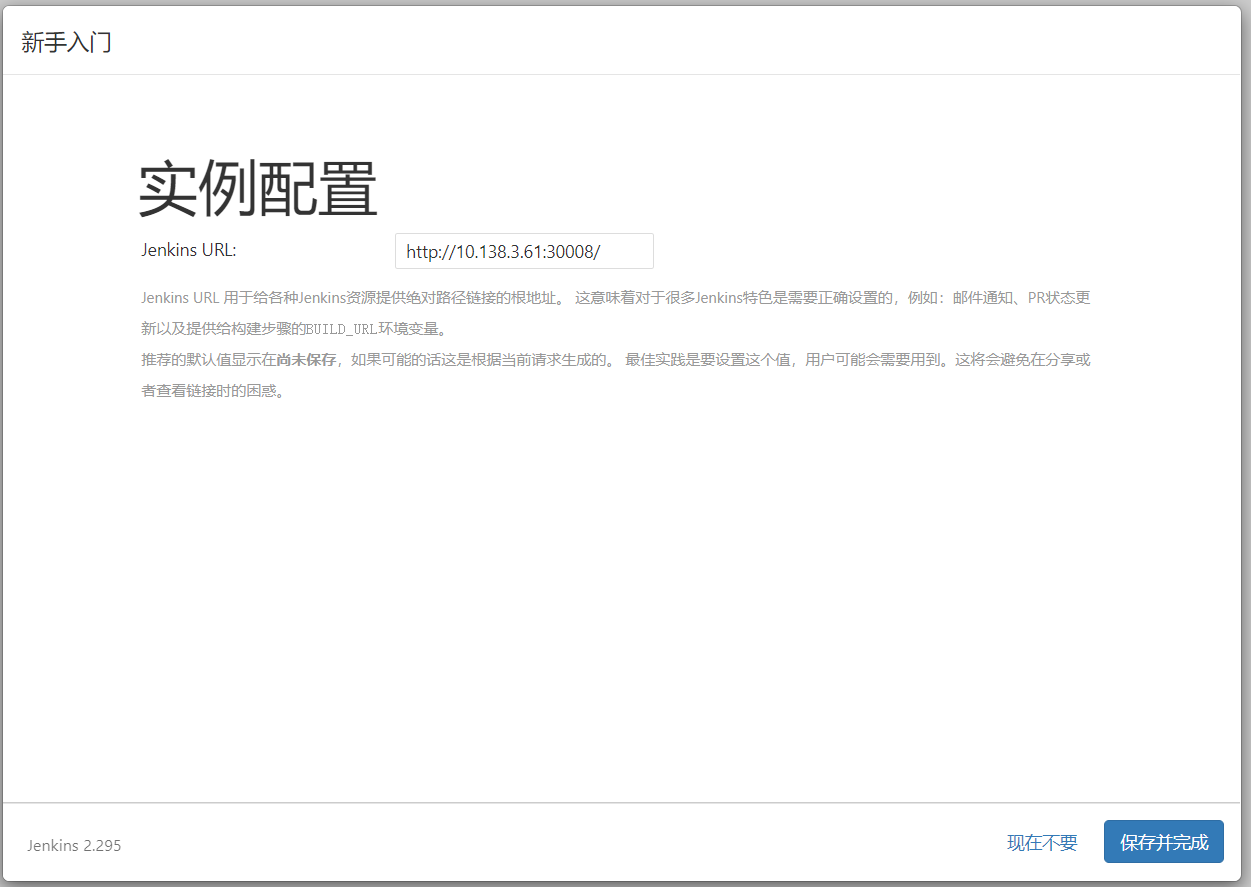 新手入门
实例配置
Jenkins URL: http://10.138.3.61:30008/
Jenkins URL 用于给各种Jenkins资源提供绝对路径链接的根地址。 这意味着对于很多Jenkins特色是需要正确设置的，例如：邮件通知、PR状态更
新以及提供给构建步骤的BUILD_URL环境变量。
推荐的默认值显示在尚未保存，如果可能的话这是根据当前请求生成的。 最佳实践是要设置这个值，用户可能会需要用到。这将会避免在分享或
者查看链接时的困惑。
Jenkins 2.295
现在不要 保存并完成